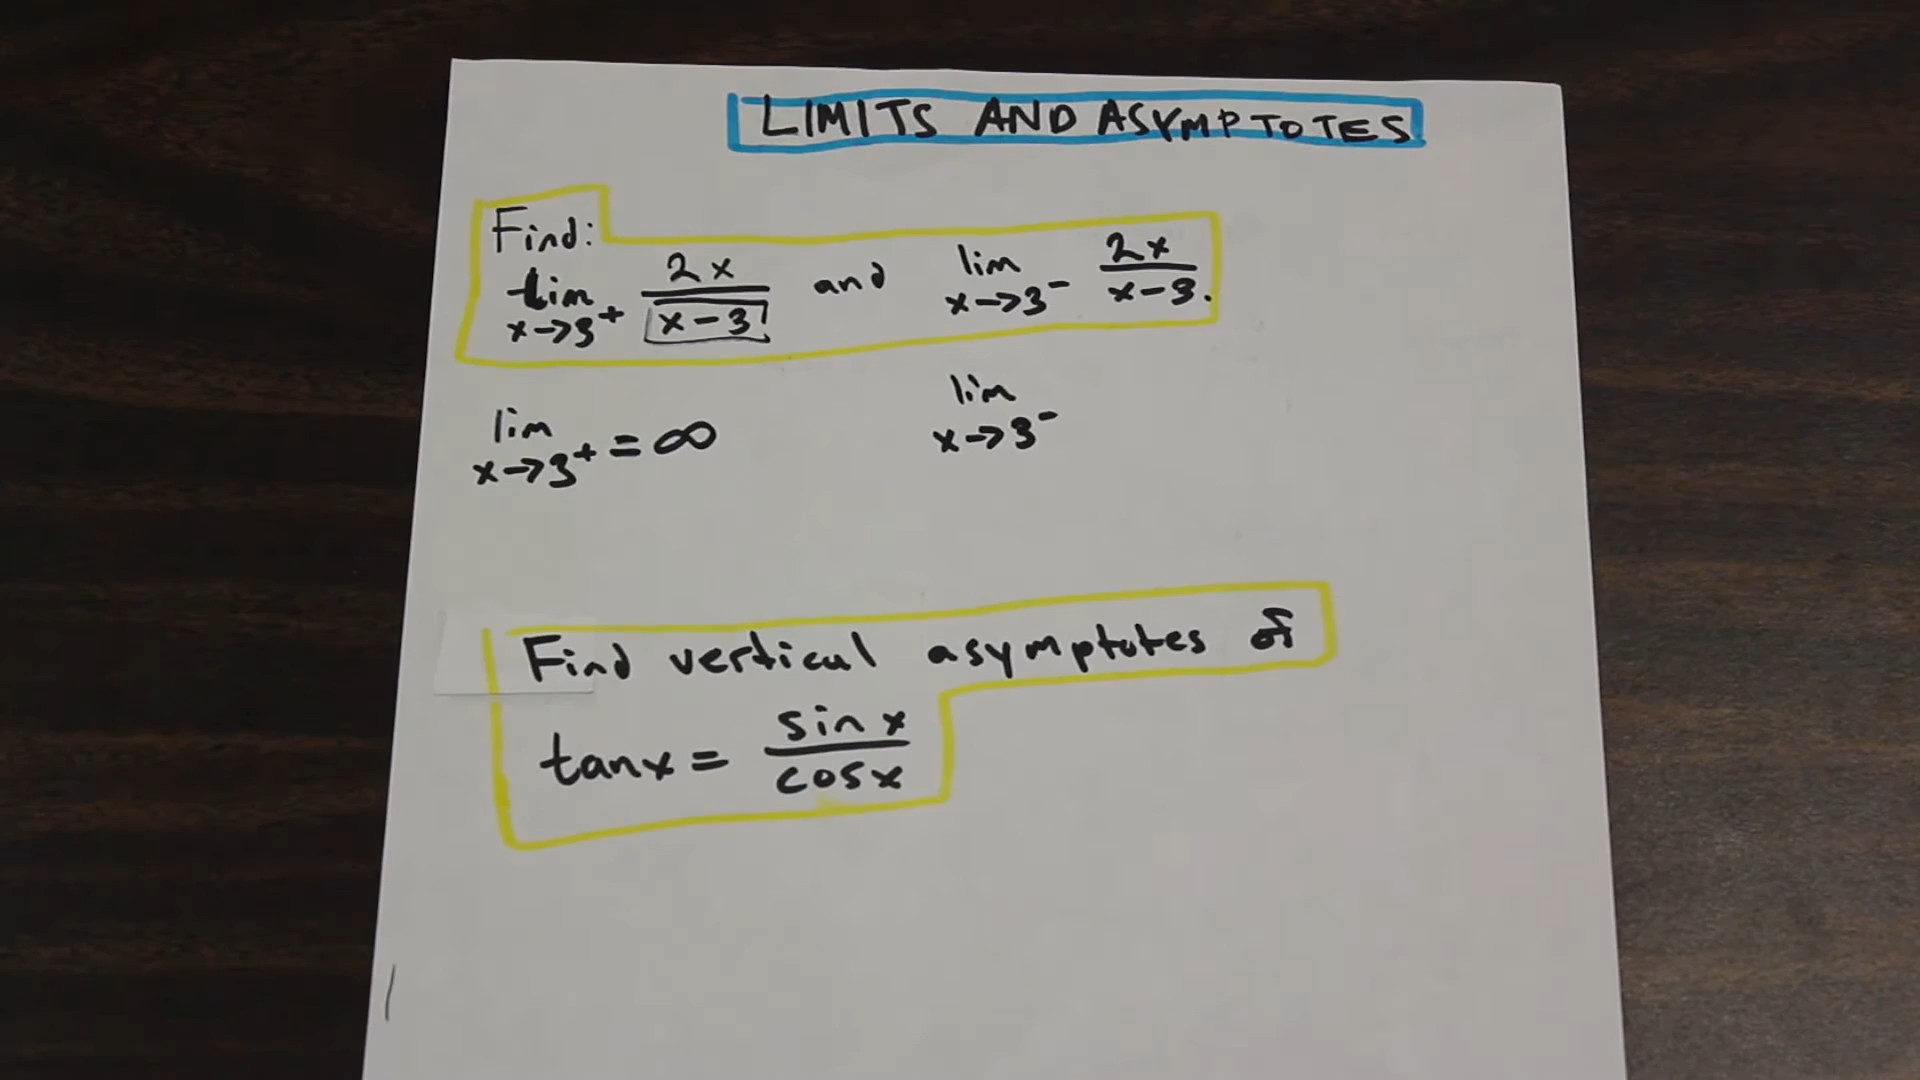 LIMITS AND ASYMPTOTES
Find:
lim x→3⁺ 2x/x-3 and lim x→3⁻ 2x/x-3.
lim x→3⁺ = ∞ lim x→3⁻
Find vertical asymptotes of
tanx = sinx/cosx